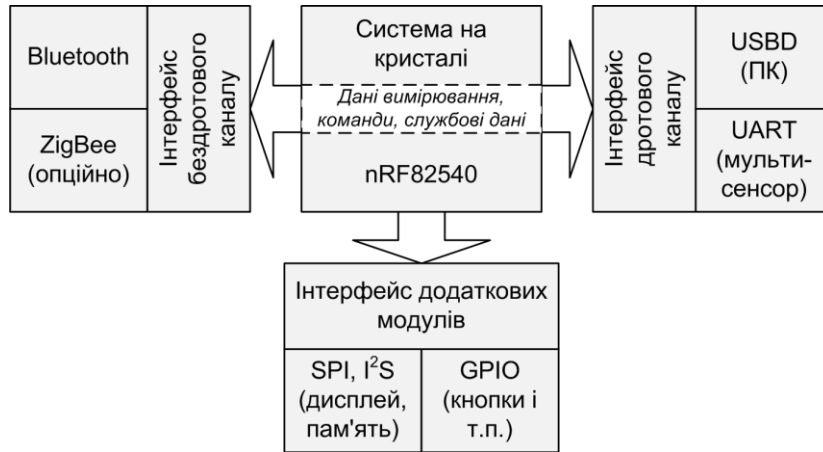 Bluetooth
ZigBee
(опційно)
Інтерфейс
бездротового
каналу
Система на
кристалі
Дані вимірювання,
команди, службові дані
nRF82540
Інтерфейс
дротового
каналу
USBD
(ПК)
UART
(мульти-
сенсор)
Інтерфейс додаткових
модулів
SPI, I²S
(дисплей,
пам'ять)
GPIO
(кнопки і
т.п.)